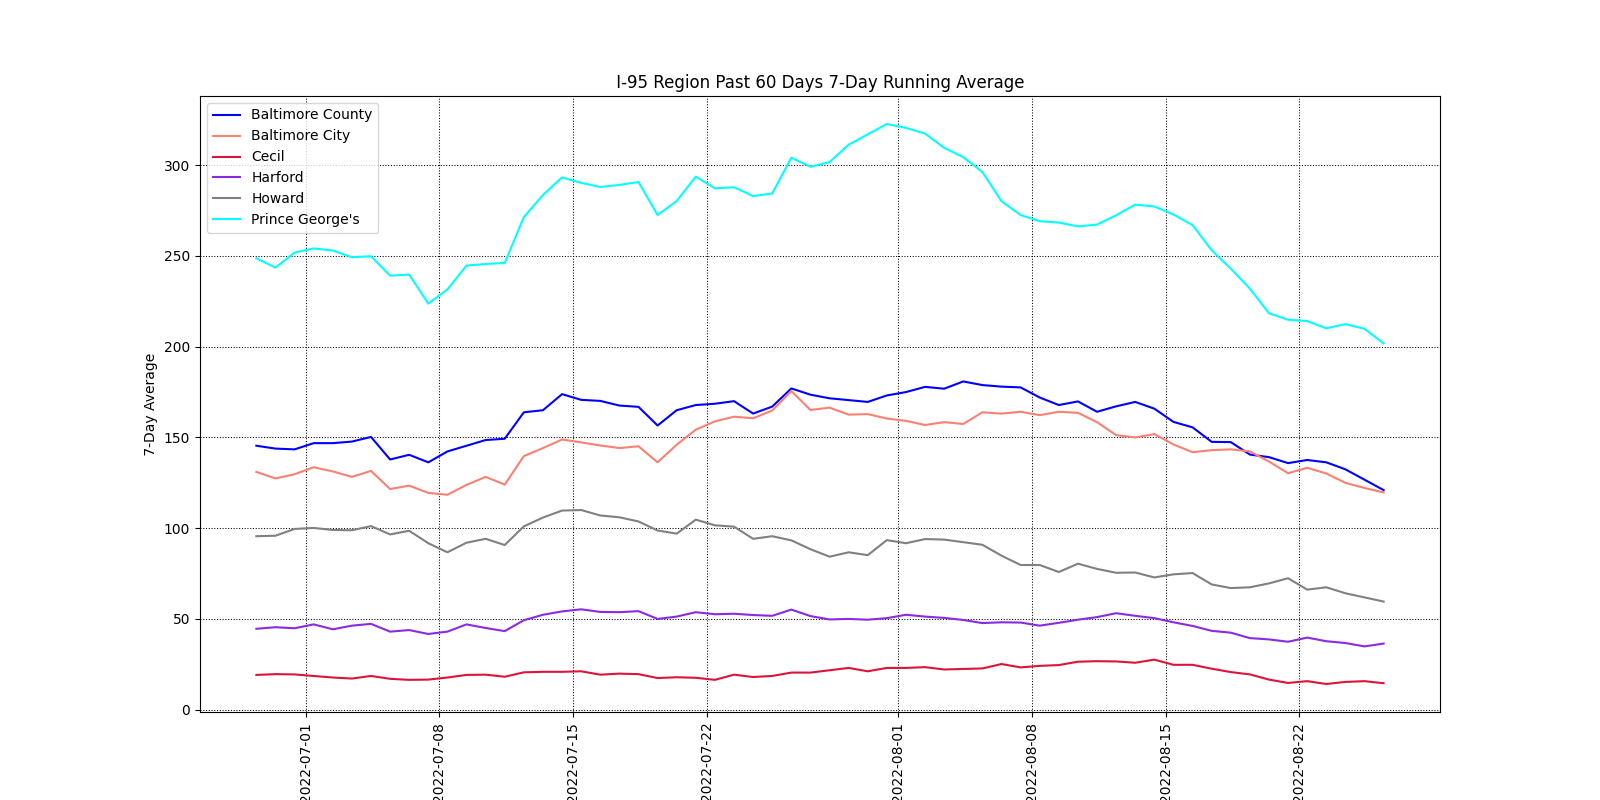 I-95 Region Past 60 Days 7-Day Running Average
Baltimore County
Baltimore City
Cecil
Harford
Howard
Prince George's
7-Day Average
300
250
200
150
100
50
0
2022-07-01
2022-07-08
2022-07-15
2022-07-22
2022-08-01
2022-08-08
2022-08-15
2022-08-22